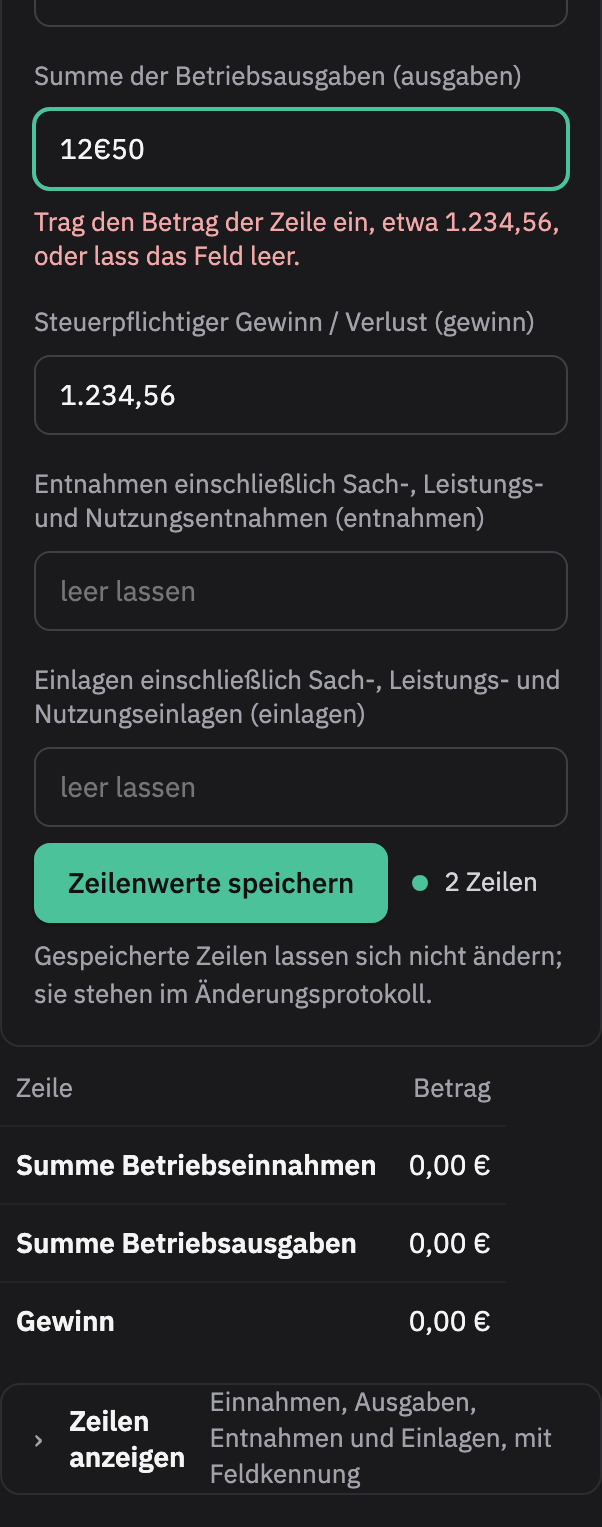 Summe der Betriebsausgaben (ausgaben)
12€50
Trag den Betrag der Zeile ein, etwa 1.234,56,
oder lass das Feld leer.
Steuerpflichtiger Gewinn / Verlust (gewinn)
1.234,56
Entnahmen einschließlich Sach-, Leistungs-
und Nutzungsentnahmen (entnahmen)
leer lassen
Einlagen einschließlich Sach-, Leistungs- und
Nutzungseinlagen (einlagen)
leer lassen
Zeilenwerte speichern
2 Zeilen
Gespeicherte Zeilen lassen sich nicht ändern;
sie stehen im Änderungsprotokoll.
Zeile Betrag
Summe Betriebseinnahmen 0,00 €
Summe Betriebsausgaben 0,00 €
Gewinn 0,00 €
Zeilen
anzeigen
Einnahmen, Ausgaben,
Entnahmen und Einlagen, mit
Feldkennung